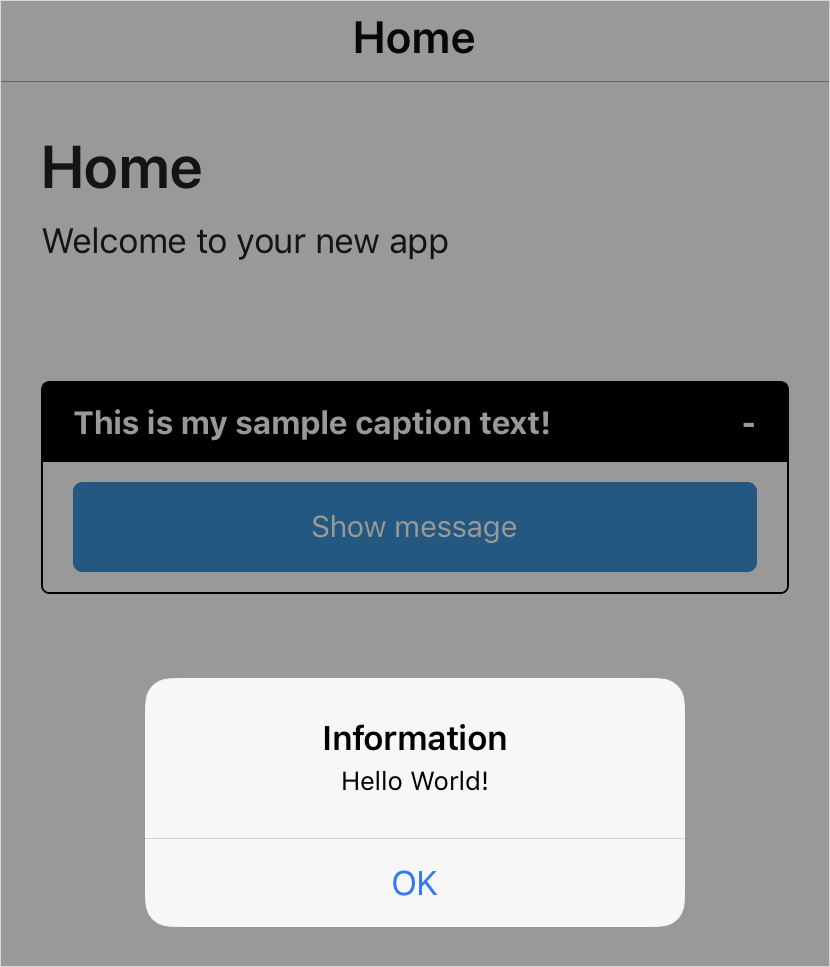 Home
Home
Welcome to your new app
This is my sample caption text! -
Show message
Information
Hello World!
OK